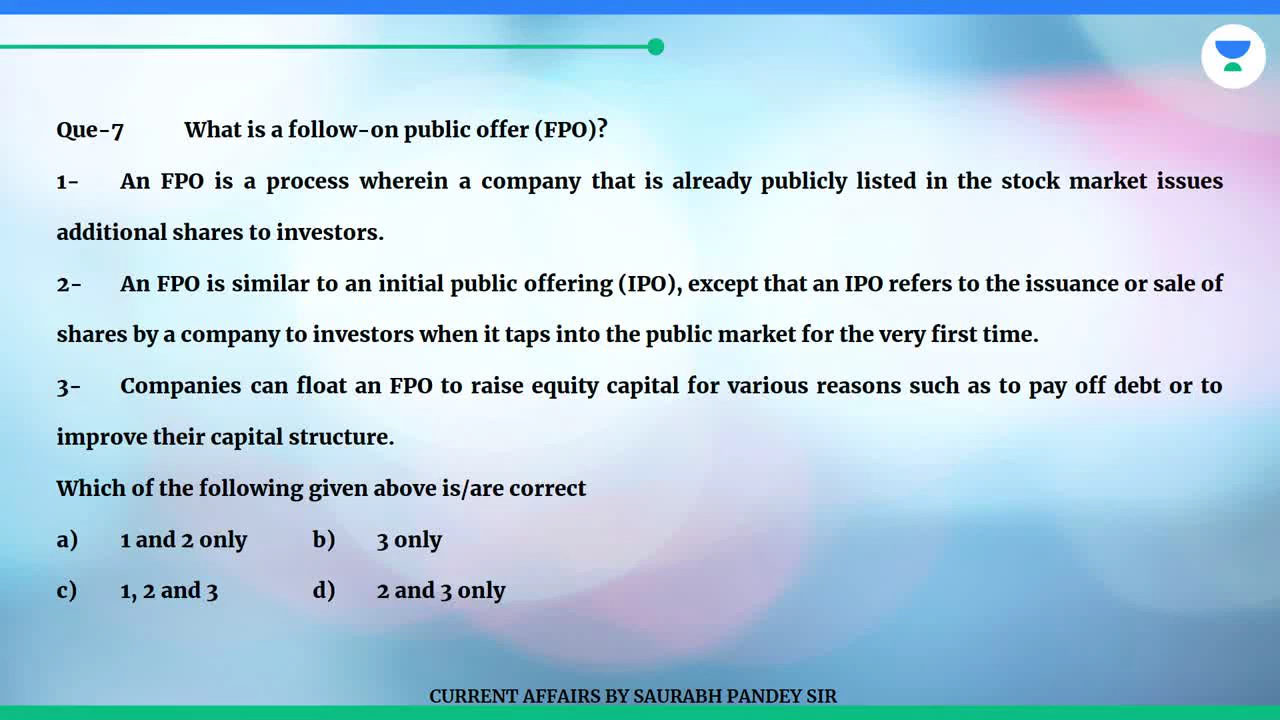 Que-7 What is a follow-on public offer (FPO)?
1- An FPO is a process wherein a company that is already publicly listed in the stock market issues
additional shares to investors.
2- An FPO is similar to an initial public offering (IPO), except that an IPO refers to the issuance or sale of
shares by a company to investors when it taps into the public market for the very first time.
3- Companies can float an FPO to raise equity capital for various reasons such as to pay off debt or to
improve their capital structure.
Which of the following given above is/are correct
a) 1 and 2 only b) 3 only
c) 1, 2 and 3 d) 2 and 3 only
CURRENT AFFAIRS BY SAURABH PANDEY SIR